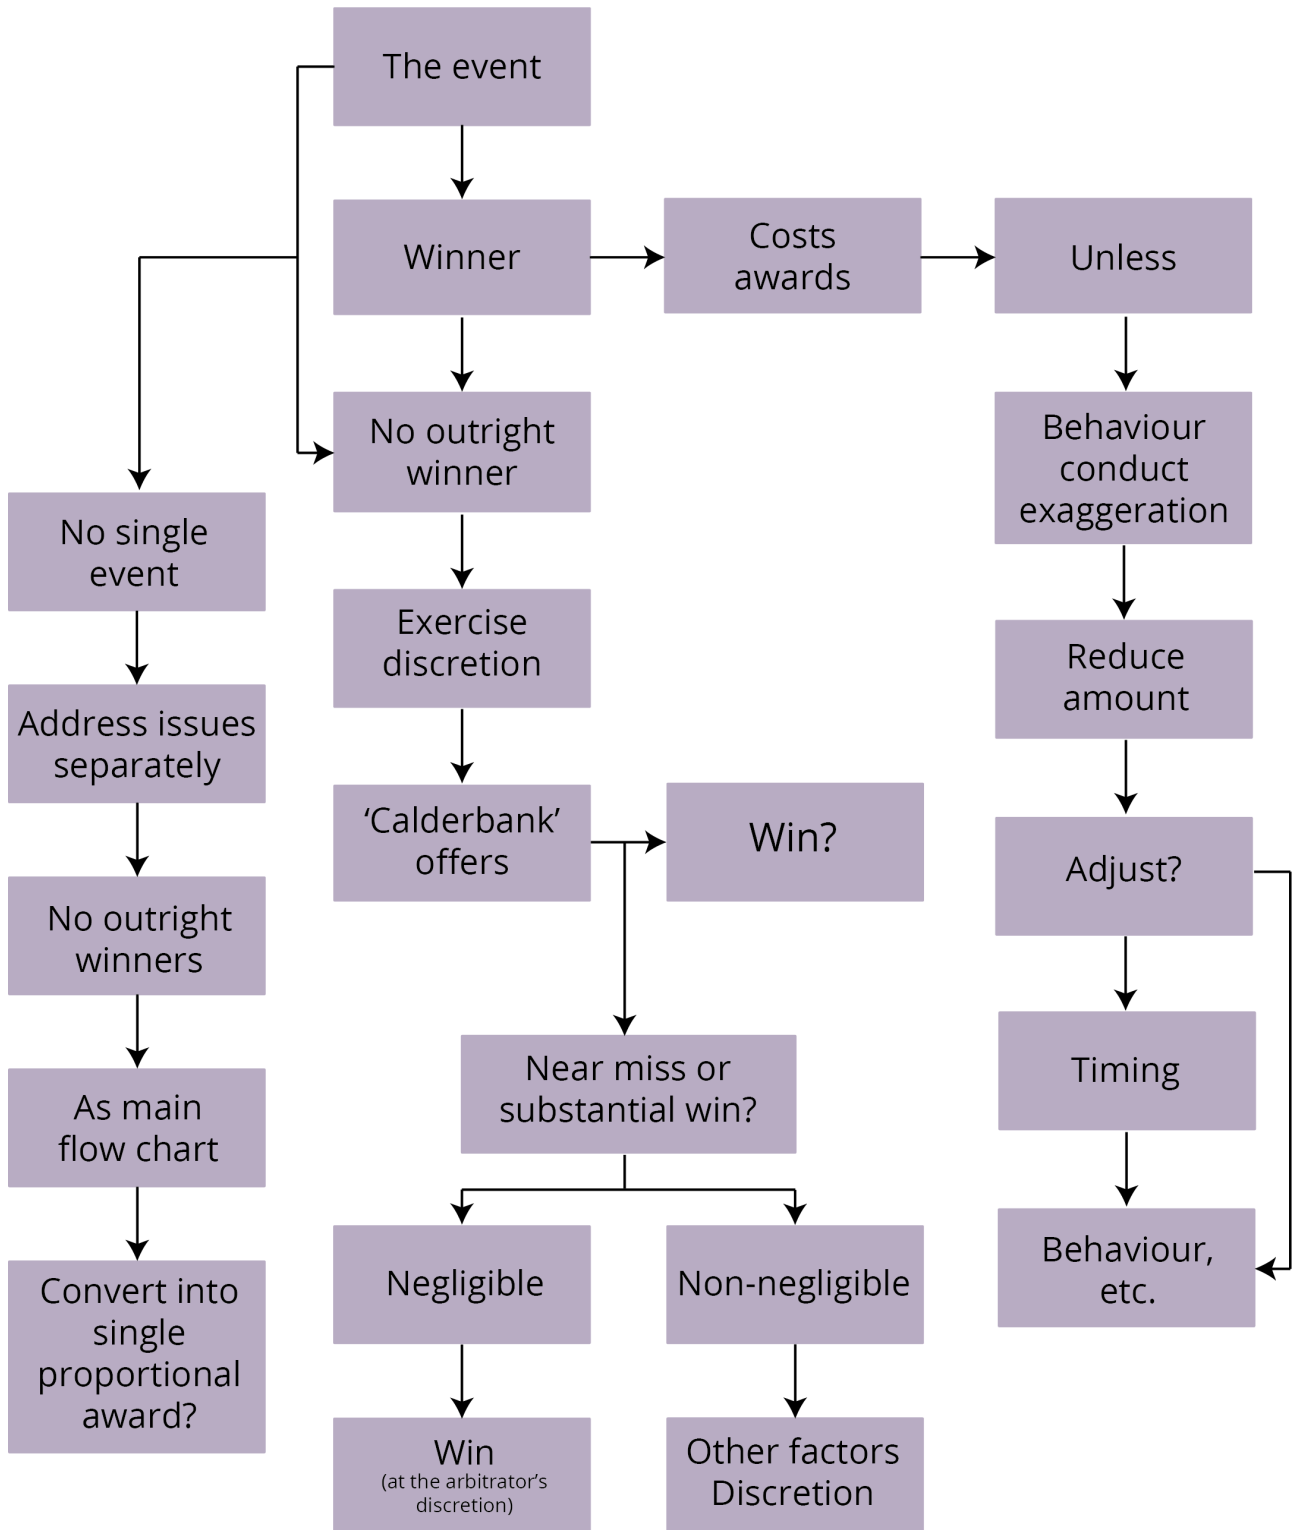 The event
Winner
Costs
awards
Unless
No outright
winner
Behaviour
conduct
exaggeration
No single
event
Exercise
discretion
Reduce
amount
Address issues
separately
‘Calderbank’
offers
Win?
Adjust?
No outright
winners
Near miss or
substantial win?
Timing
As main
flow chart
Negligible
Non-negligible
Behaviour,
etc.
Convert into
single
proportional
award?
Win
(at the arbitrator’s
discretion)
Other factors
Discretion